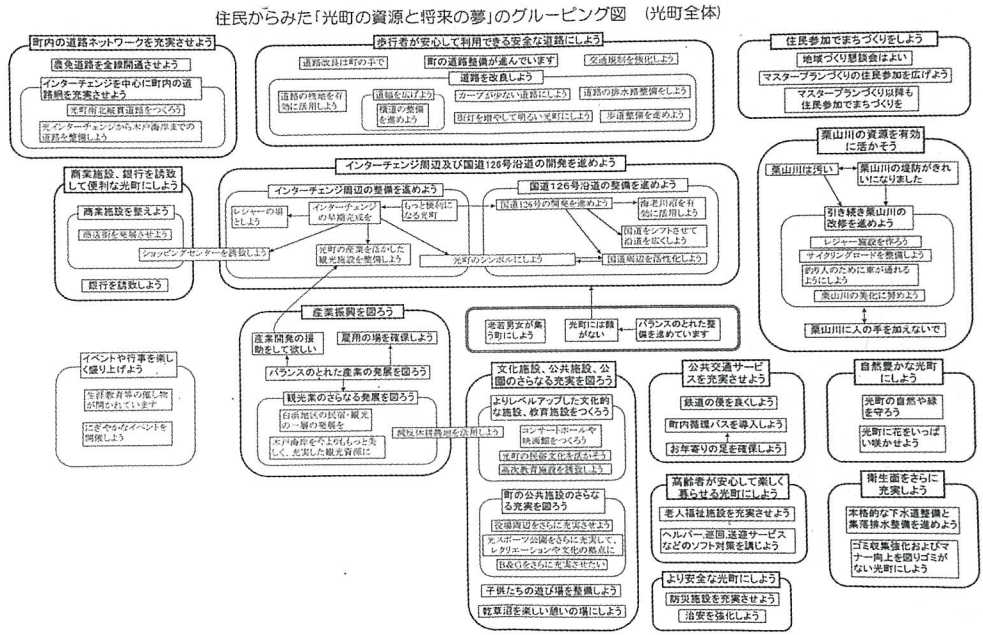 住民からみた「光町の資源と将来の夢」のグルーピング図 (光町全体)
町内の道路ネットワークを充実させよう
農免道路を全線開通させよう
インターチェンジを中心に町内の道
路網を充実させよう
光町南北縦貫道路をつくろう
光インターチェンジから木戸海岸までの
道路を整備しよう
歩行者が安心して利用できる安全な道路にしよう
道路改良は町の手で
町の道路整備が進んでいます
交通規制を強化しよう
道路を改良しよう
道路の残地を有
効に活用しよう
道幅を広げよう
横道の整備
を進めよう
カーブが少ない道路にしよう
道路の排水路整備をしよう
街灯を増やして明るい光町にしよう
歩道整備を進めよう
住民参加でまちづくりをしよう
地域づくり懇談会はよい
マスタープランづくりの住民参加を広げよう
マスタープランづくり以降も
住民参加でまちづくりを
商業施設、銀行を誘致
して便利な光町にしよう
商業施設を整えよう
商店街を発展させよう
ショッピングセンターを誘致しよう
銀行を誘致しよう
インターチェンジ周辺及び国道126号沿道の開発を進めよう
インターチェンジ周辺の整備を進めよう
レジャーの場
としよう
インターチェンジ
の早期完成を
もっと便利に
なる光町
光町の産業を活かした
観光施設を整備しよう
光町のシンボルにしよう
国道126号沿道の整備を進めよう
国道126号の開発を進めよう
海老川沼を有
効に活用しよう
国道をシフトさせて
沿道を広くしよう
国道周辺を活性化しよう
栗山川の資源を有効
に活かそう
栗山川は汚い
栗山川の堤防がきれ
いになりました
引き続き栗山川の
改修を進めよう
レジャー施設を作ろう
サイクリングロードを整備しよう
釣り人のために車が通れる
ようにしよう
栗山川の美化に努めよう
栗山川に人の手を加えないで
産業振興を図ろう
産業開発の援
助をして欲しい
雇用の場を確保しよう
バランスのとれた産業の発展を図ろう
観光業のさらなる発展を図ろう
白浜地区の民宿・観光
の一層の発展を
木戸海岸を今よりももっと美し
く、充実した観光資源に
減反休耕農地を活用しよう
老若男女が集
う町にしよう
光町には顔
がない
バランスのとれた整
備を進めています
イベントや行事を楽し
く盛り上げよう
生涯教育等の催し物
が開かれています
にぎやかなイベントを
開催しよう
文化施設、公共施設、公
園のさらなる充実を図ろう
よりレベルアップした文化的
な施設、教育施設をつくろう
コンサートホールや
映画館をつくろう
光町の民俗文化を活かそう
高次教育施設を誘致しよう
町の公共施設のさらな
る充実を図ろう
役場周辺をさらに充実させよう
光スポーツ公園をさらに充実して、
レクリエーションや文化の拠点に
B&Gをさらに充実させたい
子供たちの遊び場を整備しよう
乾草沼を楽しい憩いの場にしよう
公共交通サービ
スを充実させよう
鉄道の便を良くしよう
町内循環バスを導入しよう
お年寄りの足を確保しよう
高齢者が安心して楽しく
暮らせる光町にしよう
老人福祉施設を充実させよう
ヘルパー、巡回、送迎サービス
などのソフト対策を講じよう
より安全な光町にしよう
防災施設を充実させよう
治安を強化しよう
自然豊かな光町
にしよう
光町の自然や緑
を守ろう
光町に花をいっぱ
い咲かせよう
衛生面をさらに
充実しよう
本格的な下水道整備と
集落排水整備を進めよう
ゴミ収集強化およびマ
ナー向上を図りゴミが
ない光町にしよう